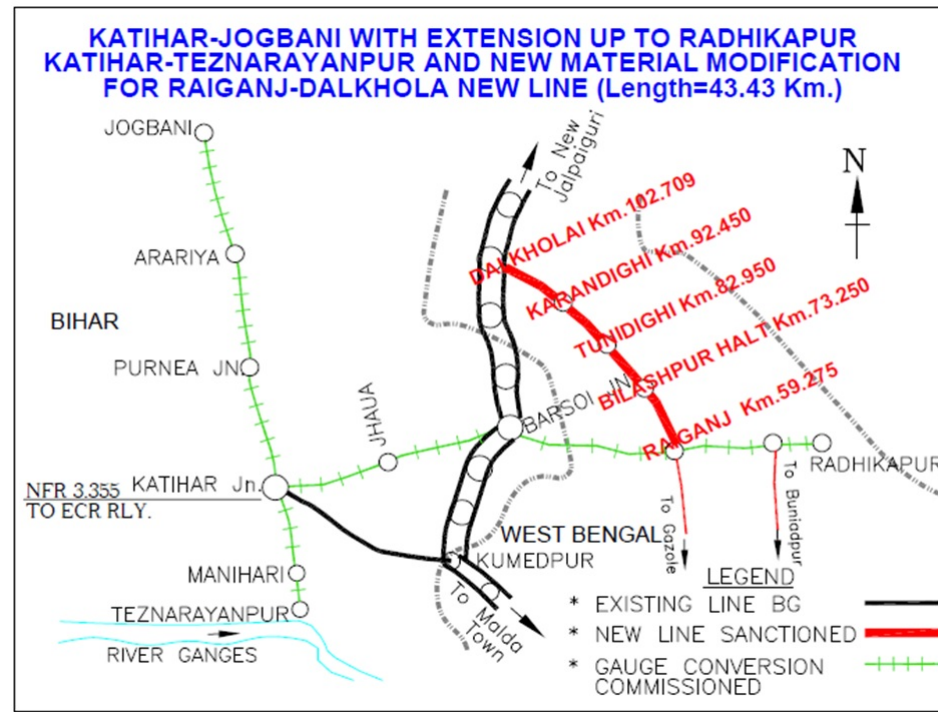 KATIHAR-JOGBANI WITH EXTENSION UP TO RADHIKAPUR
KATIHAR-TEZNARAYANPUR AND NEW MATERIAL MODIFICATION
FOR RAIGANJ-DALKHOLA NEW LINE (Length=43.43 Km.)
JOGBANI
To New
Jalpaiguri
N
DALKHOLAI Km.102.709
ARARIYA
KARANDIGHI Km.92.450
BIHAR
TUNIDIGHI Km.82.950
PURNEA JN.
BILASHPUR HALT Km.73.250
JHAUA
BARSOI JN.
RAIGANJ Km.59.275
RADHIKAPUR
NFR 3.355
TO ECR RLY.
KATIHAR Jn.
To Gazole
To Buniadpur
WEST BENGAL
KUMEDPUR
MANIHARI
TEZNARAYANPUR
To Malda
Town
RIVER GANGES
LEGEND
* EXISTING LINE BG
* NEW LINE SANCTIONED
* GAUGE CONVERSION
COMMISSIONED